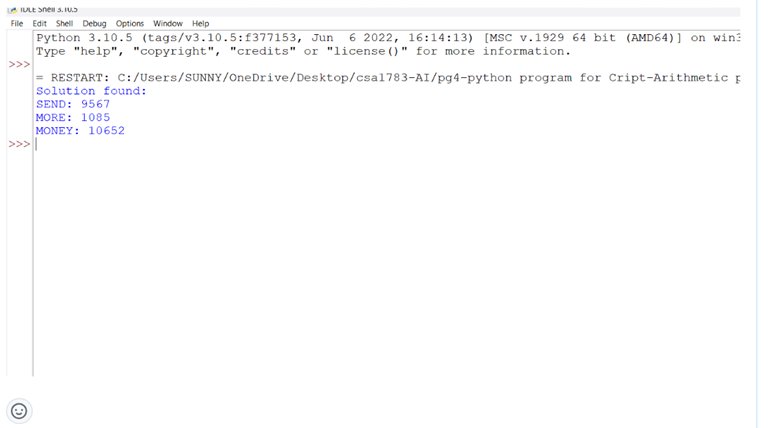 IDLE Shell 3.10.5
File Edit Shell Debug Options Window Help
Python 3.10.5 (tags/v3.10.5:f377153, Jun  6 2022, 16:14:13) [MSC v.1929 64 bit (AMD64)] on win3
Type "help", "copyright", "credits" or "license()" for more information.
>>>
= RESTART: C:/Users/SUNNY/OneDrive/Desktop/csa1783-AI/pg4-python program for Cript-Arithmetic p
Solution found:
SEND: 9567
MORE: 1085
MONEY: 10652
>>>